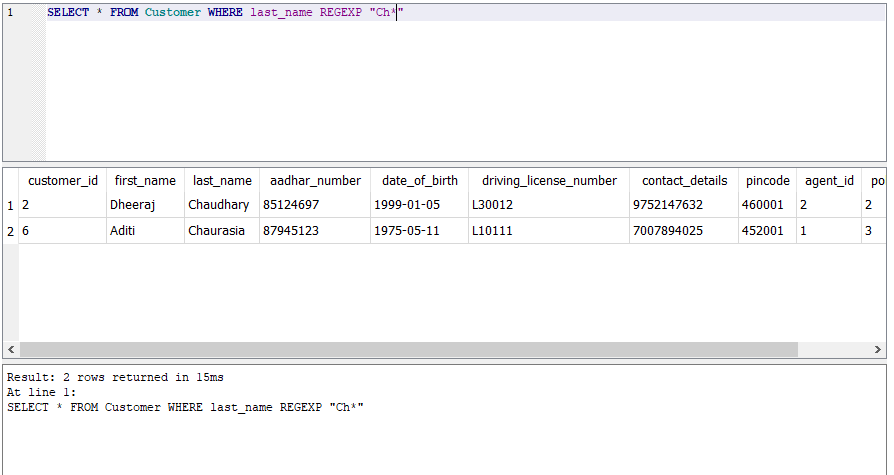 1 SELECT * FROM Customer WHERE last_name REGEXP "Ch*"
customer_id first_name last_name aadhar_number date_of_birth driving_license_number contact_details pincode agent_id po
1 2 Dheeraj Chaudhary 85124697 1999-01-05 L30012 9752147632 460001 2 2
2 6 Aditi Chaurasia 87945123 1975-05-11 L10111 7007894025 452001 1 3
Result: 2 rows returned in 15ms
At line 1:
SELECT * FROM Customer WHERE last_name REGEXP "Ch*"